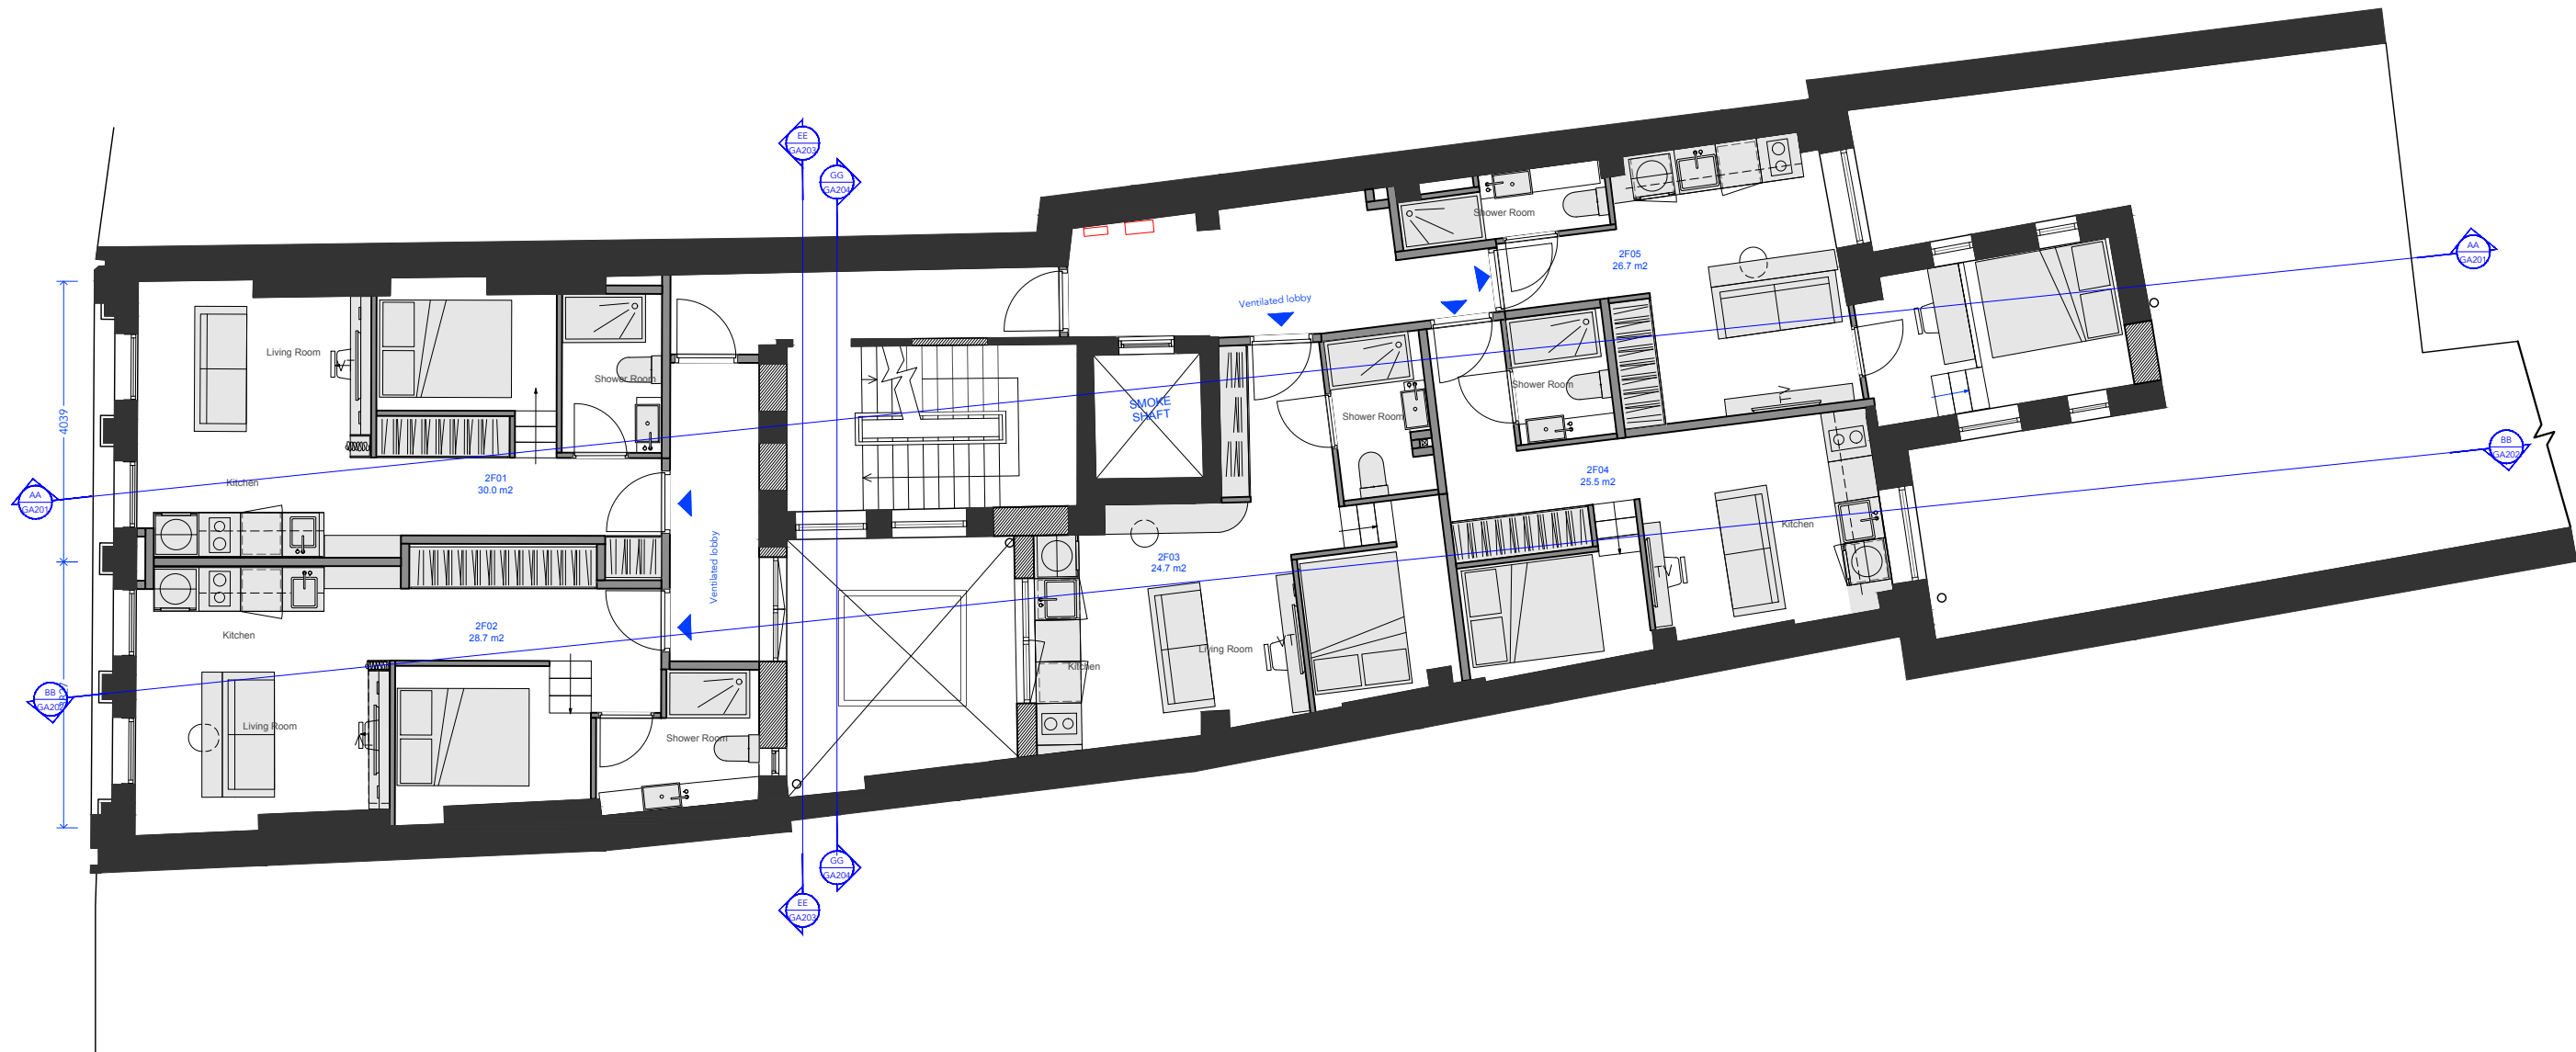 EE
GA203
GG
GA204
Shower Room
2F05
26.7 m2
AA
GA201
Ventilated lobby
Living Room
Shower Room
Shower Room
SMOKE
SHAFT
Shower Room
4039
BB
GA202
2F01
30.0 m2
Kitchen
AA
GA201
2F04
25.5 m2
Kitchen
Ventilated lobby
2F03
24.7 m2
2F02
28.7 m2
Kitchen
Living Room
Kitchen
BB
GA202
Living Room
Shower Room
TV
GG
GA204
EE
GA203